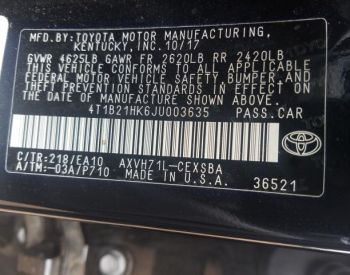 MFD.BY:TOYOTA MOTOR MANUFACTURING,
KENTUCKY,INC.10/17
GVWR 4625LB GAWR FR 2620LB RR 2420LB
THIS VEHICLE CONFORMS TO ALL APPLICABLE
FEDERAL MOTOR VEHICLE SAFETY,BUMPER,AND
THEFT PREVENTION STANDARDS IN EFFECT ON
THE DATE OF MANUFACTURE SHOWN ABOVE.
4T1B21HK6JU003635 PASS.CAR
C/TR:218/EA10 AXVH71L-CEXSBA
A/TM:-03A/P710 MADE IN U.S.A.
36521
TOYOTA